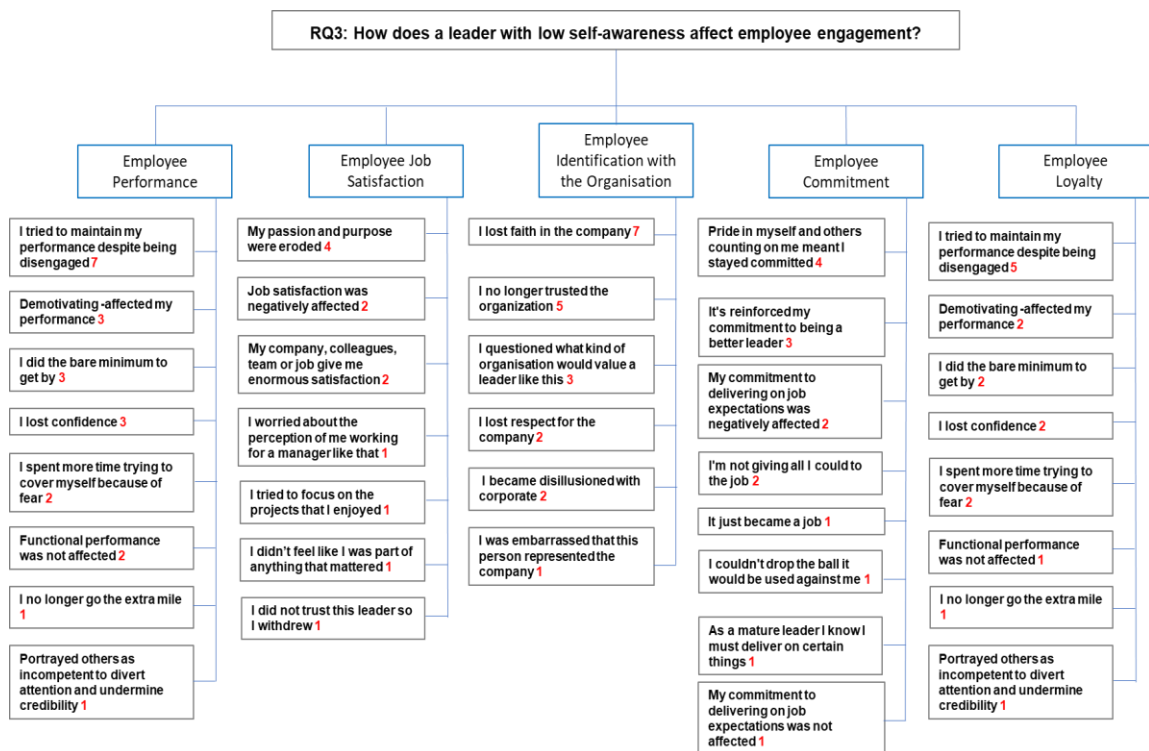 RQ3: How does a leader with low self-awareness affect employee engagement?
Employee
Performance
I tried to maintain my
performance despite being
disengaged 7
Demotivating -affected my
performance 3
I did the bare minimum to
get by 3
I lost confidence 3
I spent more time trying to
cover myself because of
fear 2
Functional performance
was not affected 2
I no longer go the extra mile
1
Portrayed others as
incompetent to divert
attention and undermine
credibility 1
Employee Job
Satisfaction
My passion and purpose
were eroded 4
Job satisfaction was
negatively affected 2
My company, colleagues,
team or job give me
enormous satisfaction 2
I worried about the
perception of me working
for a manager like that 1
I tried to focus on the
projects that I enjoyed 1
I didn't feel like I was part of
anything that mattered 1
I did not trust this leader so
I withdrew 1
Employee
Identification with
the Organisation
I lost faith in the company 7
I no longer trusted the
organization 5
I questioned what kind of
organisation would value a
leader like this 3
I lost respect for the
company 2
I became disillusioned with
corporate 2
I was embarrassed that this
person represented the
company 1
Employee
Commitment
Pride in myself and others
counting on me meant I
stayed committed 4
It's reinforced my
commitment to being a
better leader 3
My commitment to
delivering on job
expectations was
negatively affected 2
I'm not giving all I could to
the job 2
It just became a job 1
I couldn't drop the ball it
would be used against me 1
As a mature leader I know I
must deliver on certain
things 1
My commitment to
delivering on job
expectations was not
affected 1
Employee
Loyalty
I tried to maintain my
performance despite being
disengaged 5
Demotivating -affected my
performance 2
I did the bare minimum to
get by 2
I lost confidence 2
I spent more time trying to
cover myself because of
fear 2
Functional performance
was not affected 1
I no longer go the extra mile
1
Portrayed others as
incompetent to divert
attention and undermine
credibility 1